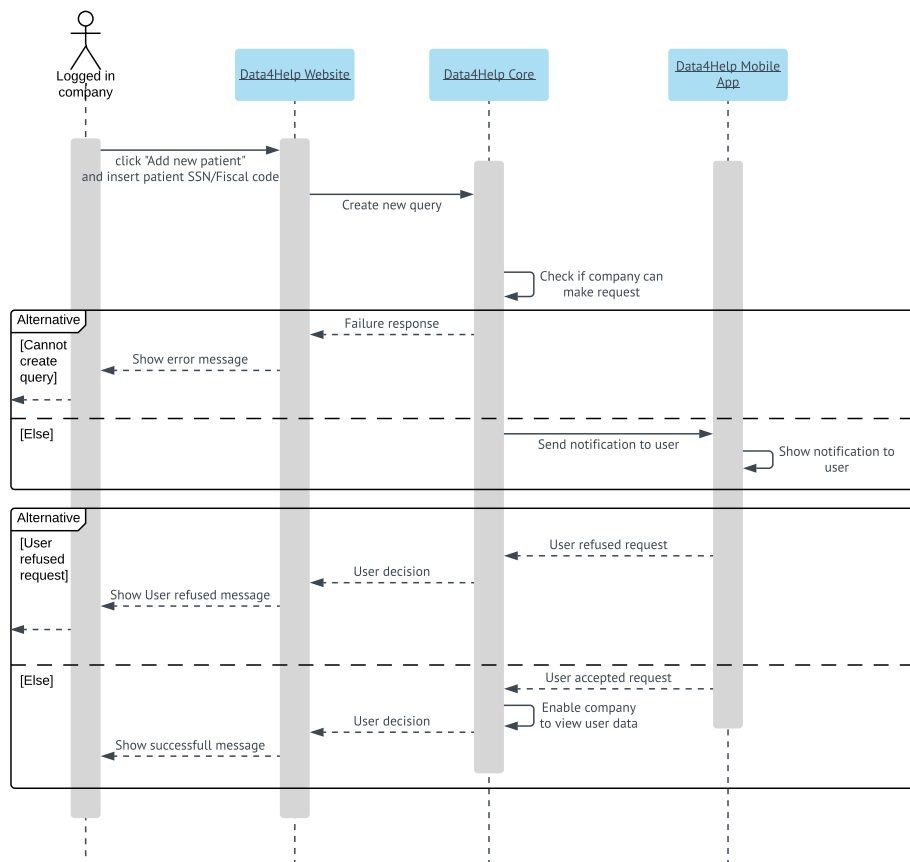 Logged in
company
Data4Help Website
Data4Help Core
Data4Help Mobile
App
click "Add new patient"
and insert patient SSN/Fiscal code
Create new query
Check if company can
make request
Alternative
[Cannot
create
query]
Failure response
Show error message
[Else]
Send notification to user
Show notification to
user
Alternative
[User
refused
request]
User refused request
User decision
Show User refused message
[Else]
User accepted request
Enable company
to view user data
User decision
Show successfull message